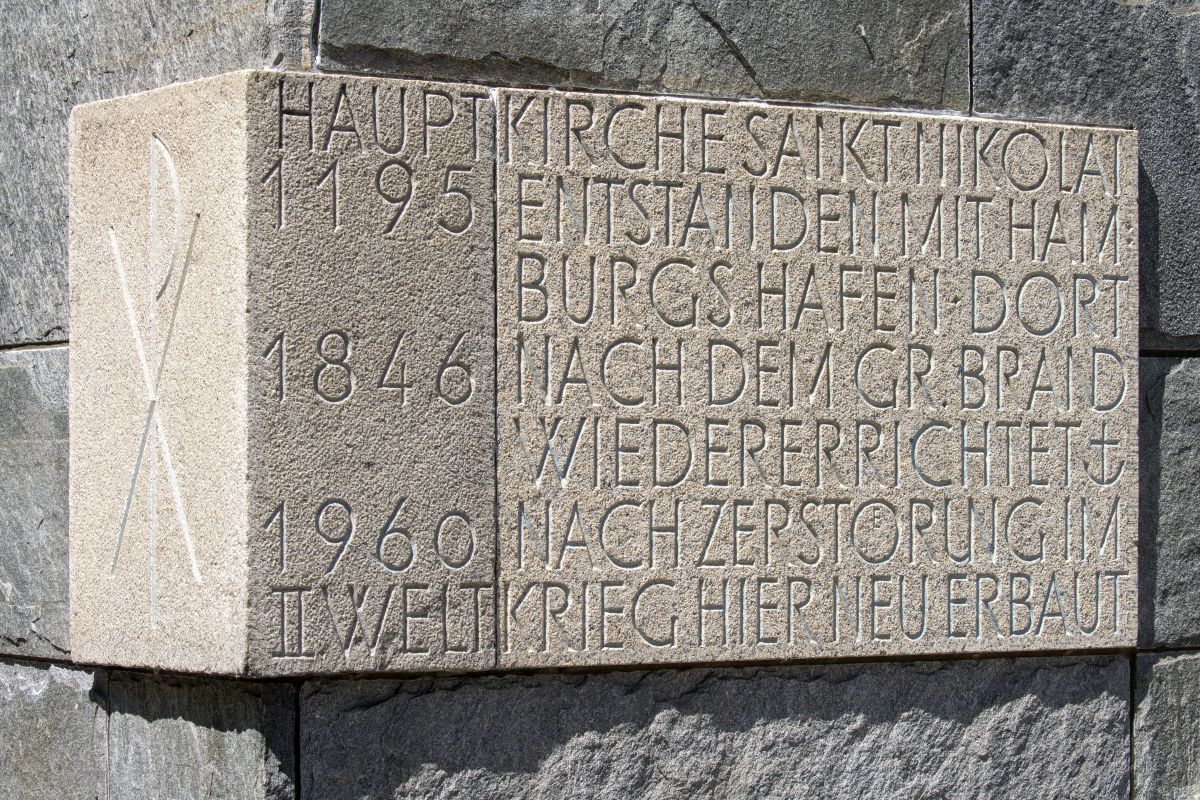 HAUPTKIRCHE SANKT NIKOLAI
1195 ENTSTANDEN MIT HAM
BURGS HAFEN · DORT
1846 NACH DEM GR. BRAND
WIEDERERRICHTET
1960 NACH ZERSTÖRUNG IM
II WELTKRIEG HIER NEU ERBAUT